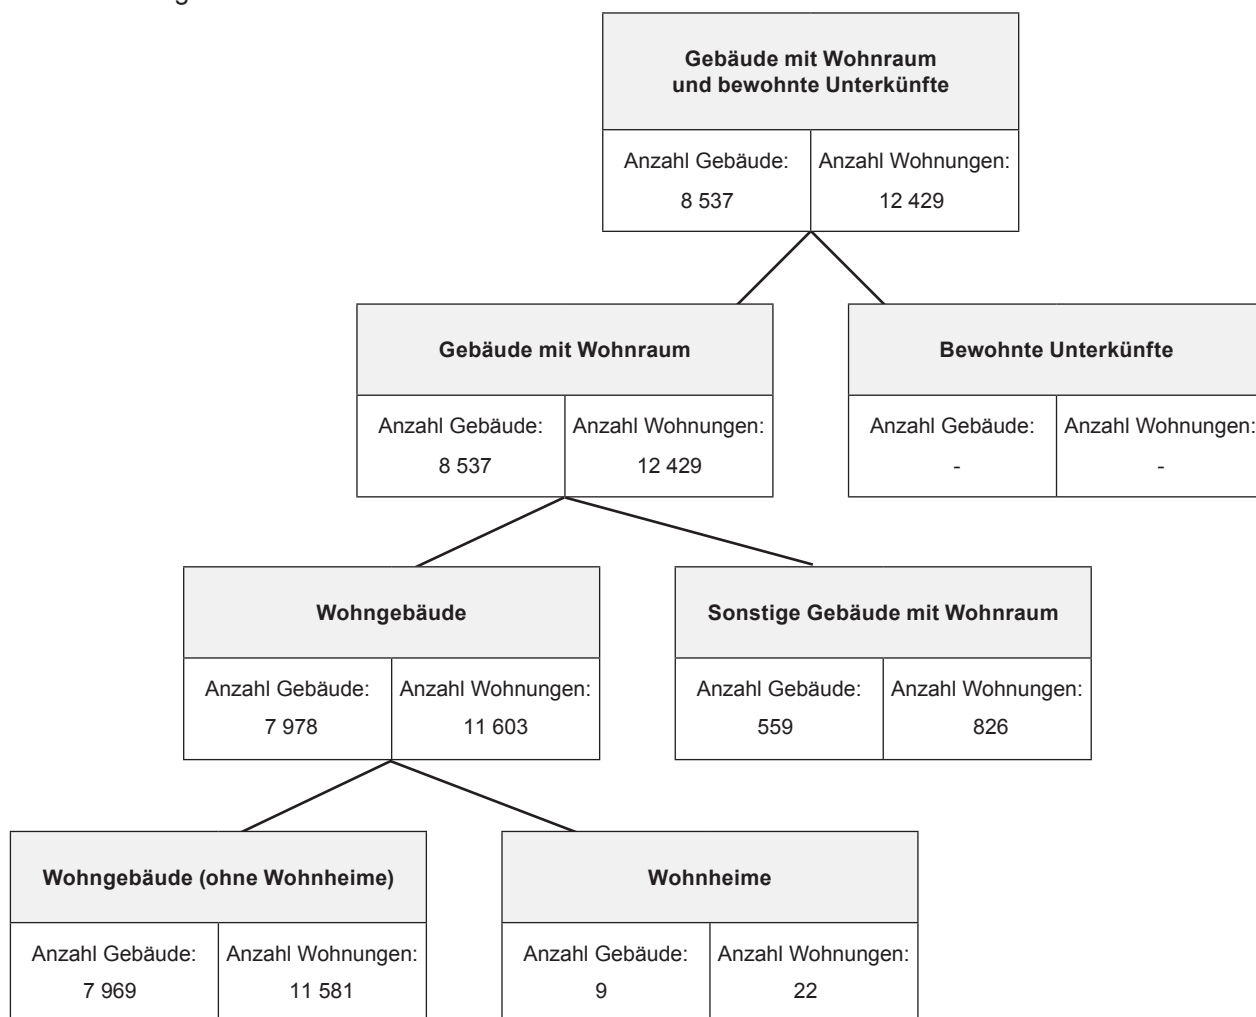 Gebäude mit Wohnraum
und bewohnte Unterkünfte
Anzahl Gebäude:
8 537
Anzahl Wohnungen:
12 429
Gebäude mit Wohnraum
Anzahl Gebäude:
8 537
Anzahl Wohnungen:
12 429
Bewohnte Unterkünfte
Anzahl Gebäude:
-
Anzahl Wohnungen:
-
Wohngebäude
Anzahl Gebäude:
7 978
Anzahl Wohnungen:
11 603
Sonstige Gebäude mit Wohnraum
Anzahl Gebäude:
559
Anzahl Wohnungen:
826
Wohngebäude (ohne Wohnheime)
Anzahl Gebäude:
7 969
Anzahl Wohnungen:
11 581
Wohnheime
Anzahl Gebäude:
9
Anzahl Wohnungen:
22